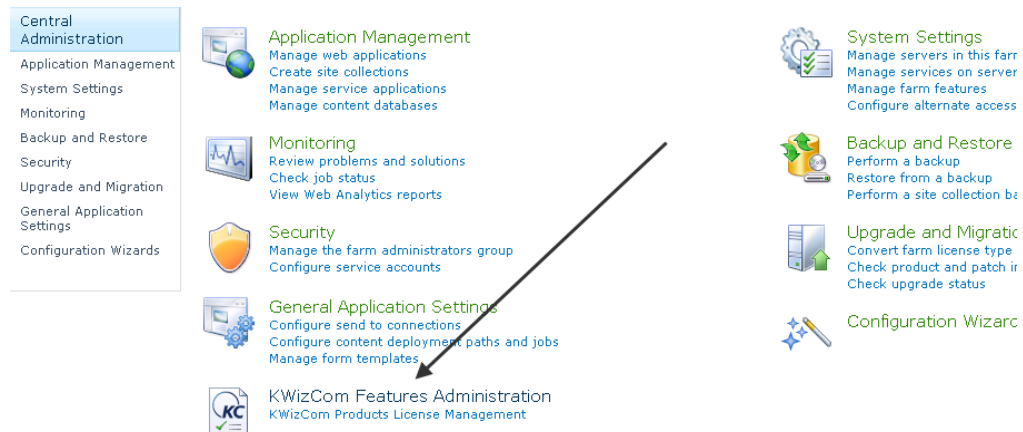 Central
Administration
Application Management
System Settings
Monitoring
Backup and Restore
Security
Upgrade and Migration
General Application
Settings
Configuration Wizards
Application Management
Manage web applications
Create site collections
Manage service applications
Manage content databases
Monitoring
Review problems and solutions
Check job status
View Web Analytics reports
Security
Manage the farm administrators group
Configure service accounts
General Application Settings
Configure send to connections
Configure content deployment paths and jobs
Manage form templates
KC
KWizCom Features Administration
KWizCom Products License Management
System Settings
Manage servers in this
Manage services on
Manage farm features
Configure alternate access
Backup and Restore
Perform a backup
Restore from a backup
Perform a site collection
Upgrade and
Convert farm license type
Check product and patch
Check upgrade status
Configuration